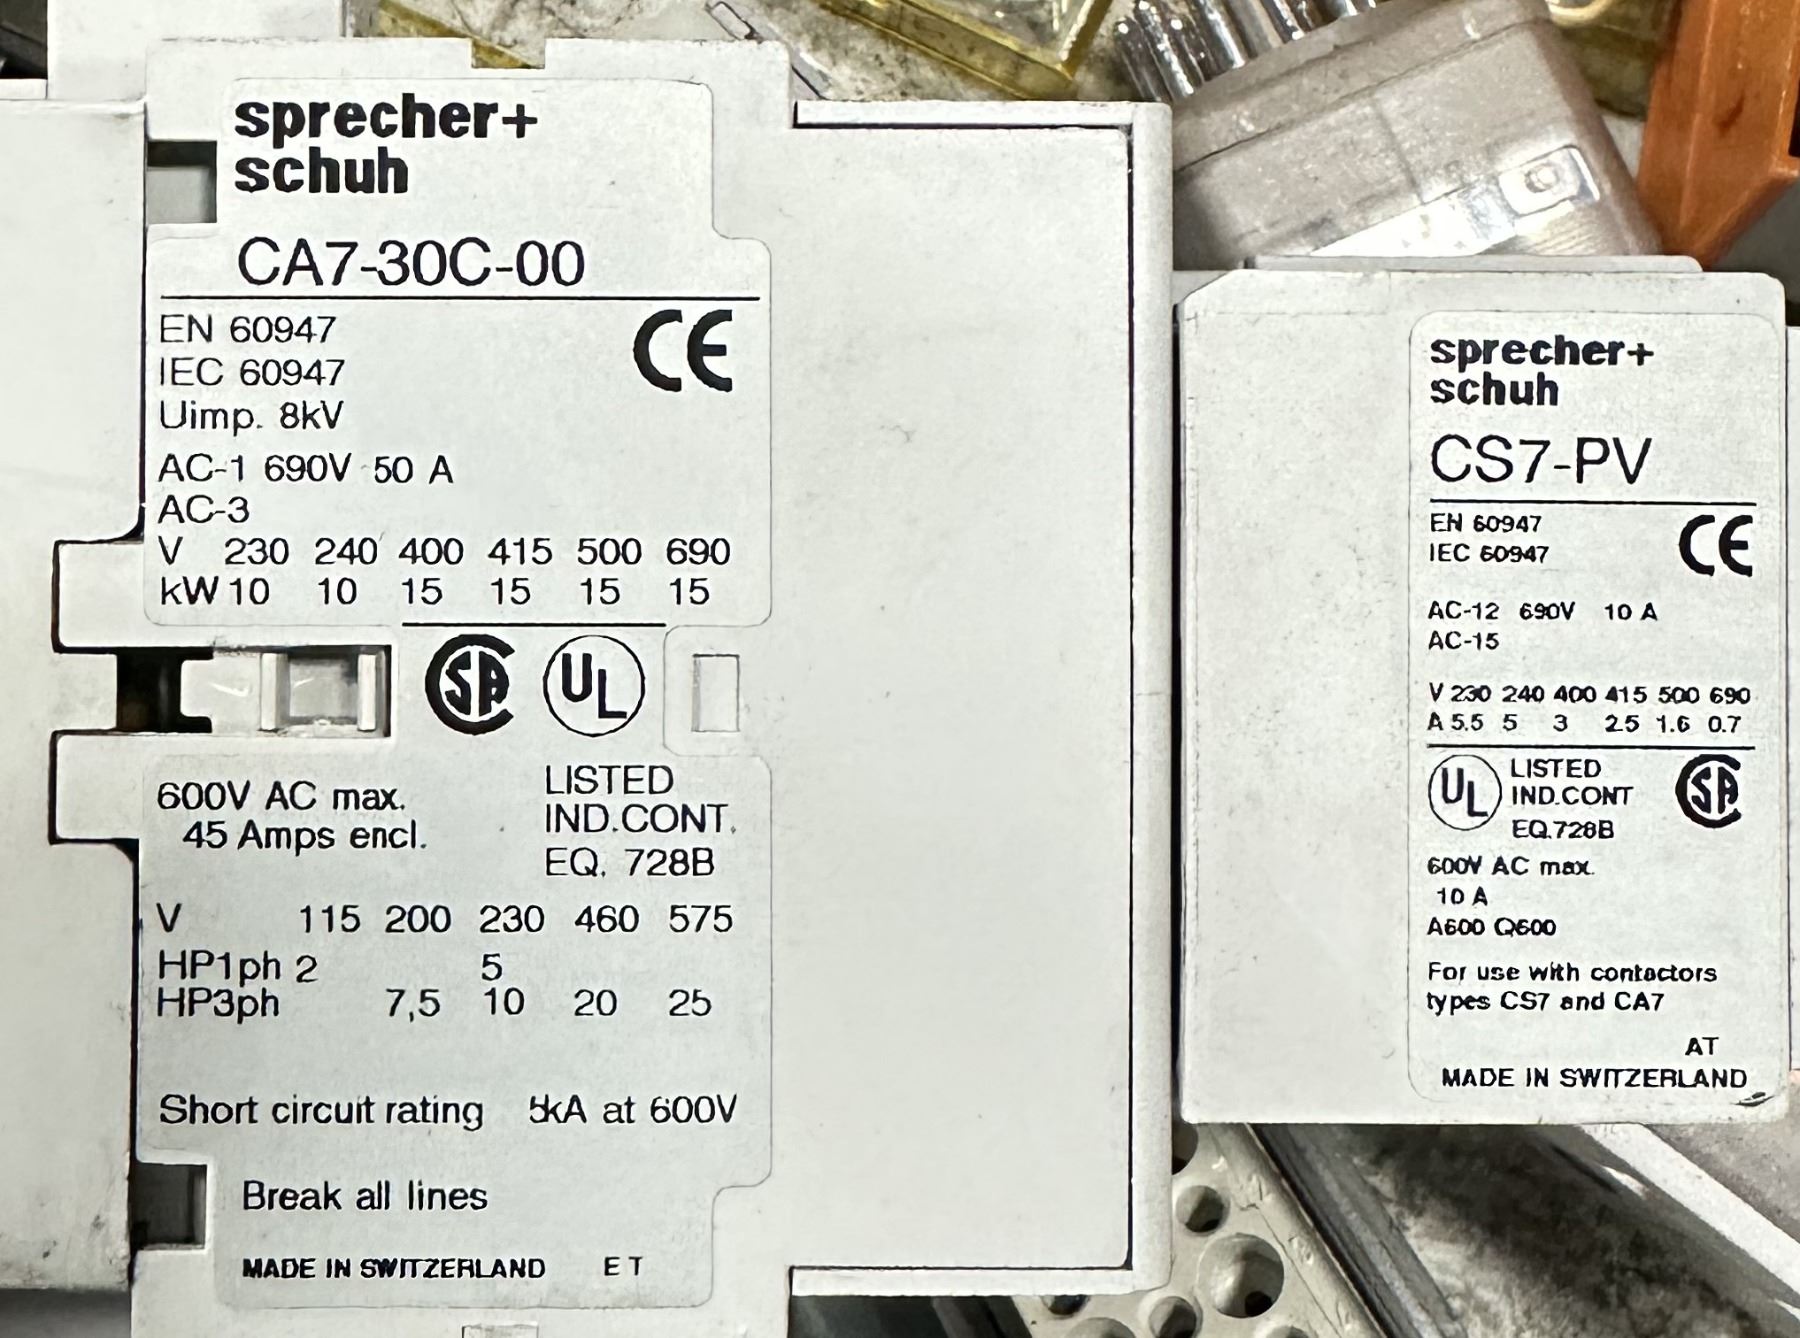 sprecher+
schuh
CA7-30C-00
EN 60947
IEC 60947
Uimp. 8kV
CE
AC-1 690V 50 A
AC-3
V 230 240 400 415 500 690
kW 10 10 15 15 15 15
SA UL
600V AC max.
45 Amps encl.
LISTED
IND.CONT.
EQ. 728B
V 115 200 230 460 575
HP1ph 2 5
HP3ph 7,5 10 20 25
Short circuit rating 5kA at 600V
Break all lines
MADE IN SWITZERLAND ET
sprecher+
schuh
CS7-PV
EN 60947
IEC 60947
CE
AC-12 690V 10 A
AC-15
V 230 240 400 415 500 690
A 5.5 5 3 2.5 1.6 0.7
UL LISTED
IND.CONT
EQ.728B
SA
600V AC max.
10 A
A600 Q600
For use with contactors
types CS7 and CA7
AT
MADE IN SWITZERLAND